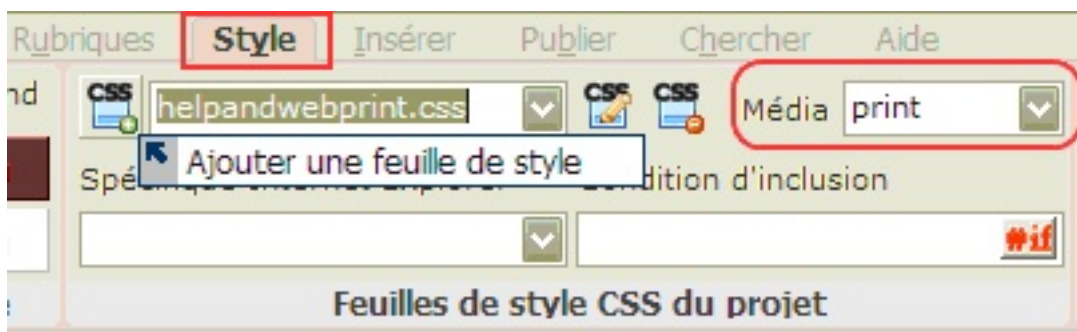 Rubriques Style Insérer Publier Chercher Aide
nd CSS helpandwebprint.css CSS CSS Média print
Ajouter une feuille de style
d'inclusion
#if
Feuilles de style CSS du projet